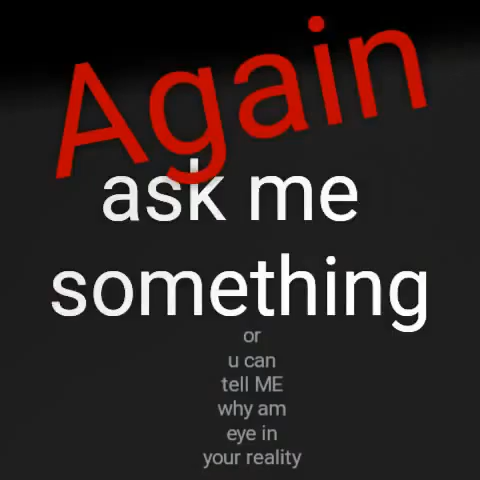 Again
ask me
something
or
u can
tell ME
why am
eye in
your reality